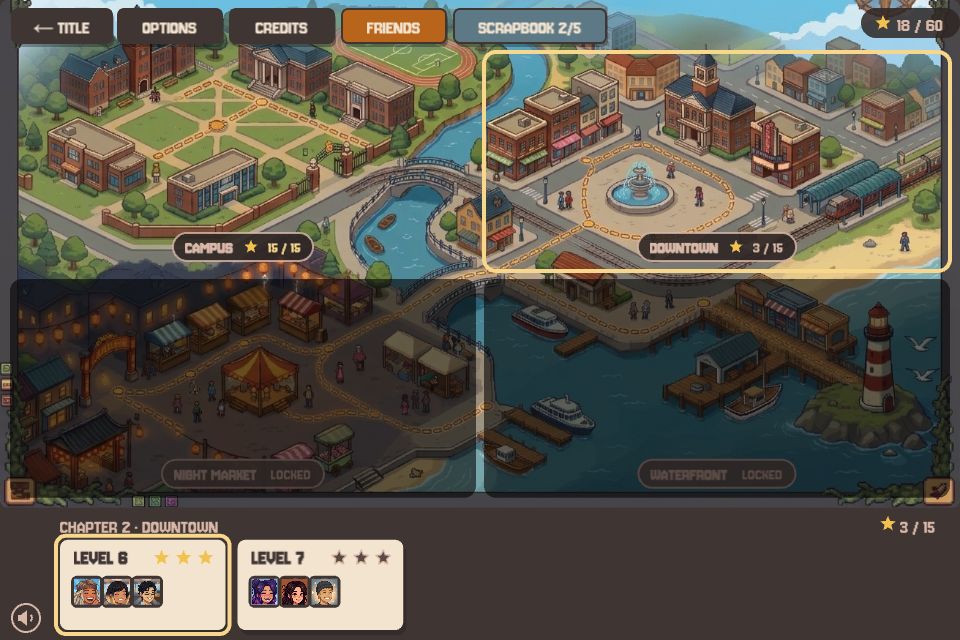 ← TITLE
OPTIONS
CREDITS
FRIENDS
SCRAPBOOK 2/5
18 / 60
CAMPUS 15 / 15
DOWNTOWN 3 / 15
NIGHT MARKET LOCKED
WATERFRONT LOCKED
CHAPTER 2 · DOWNTOWN
3 / 15
LEVEL 6
LEVEL 7